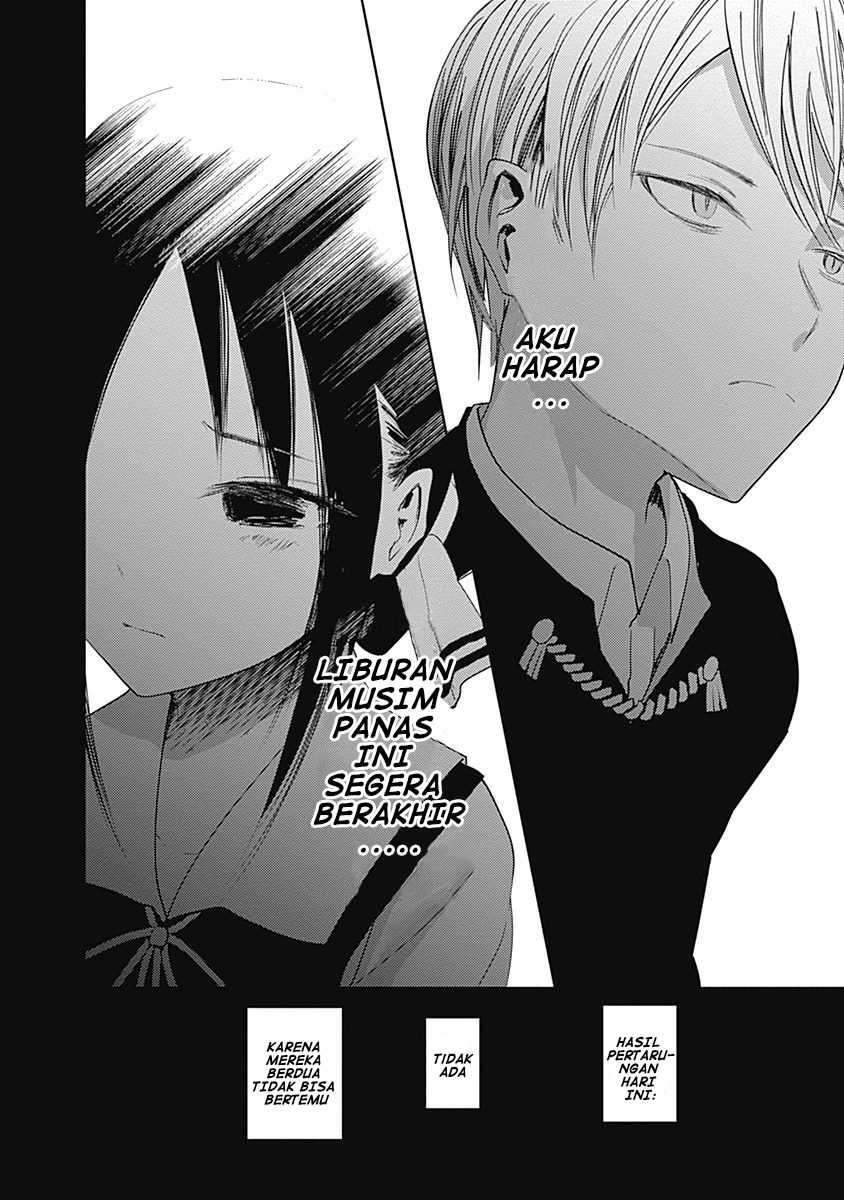 AKU
HARAP
...
LIBURAN
MUSIM
PANAS
INI
SEGERA
BERAKHIR
.....
HASIL
PERTARU-
NGAN
HARI
INI:
TIDAK
ADA
KARENA
MEREKA
BERDUA
TIDAK BISA
BERTEMU